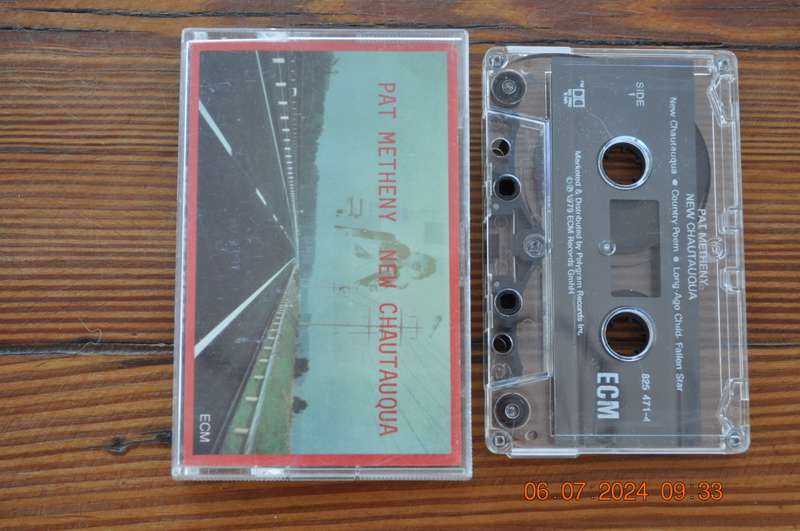 PAT METHENY NEW CHAUTAUQUA
ECM
SIDE
1
PAT METHENY
NEW CHAUTAUQUA
New Chautauqua • Country Poem • Long-Ago Child, Fallen Star
Marketed & Distributed by Polygram Records Inc.
©℗ 1979 ECM Records GmbH
825 471-4
ECM
06.07.2024 09:33